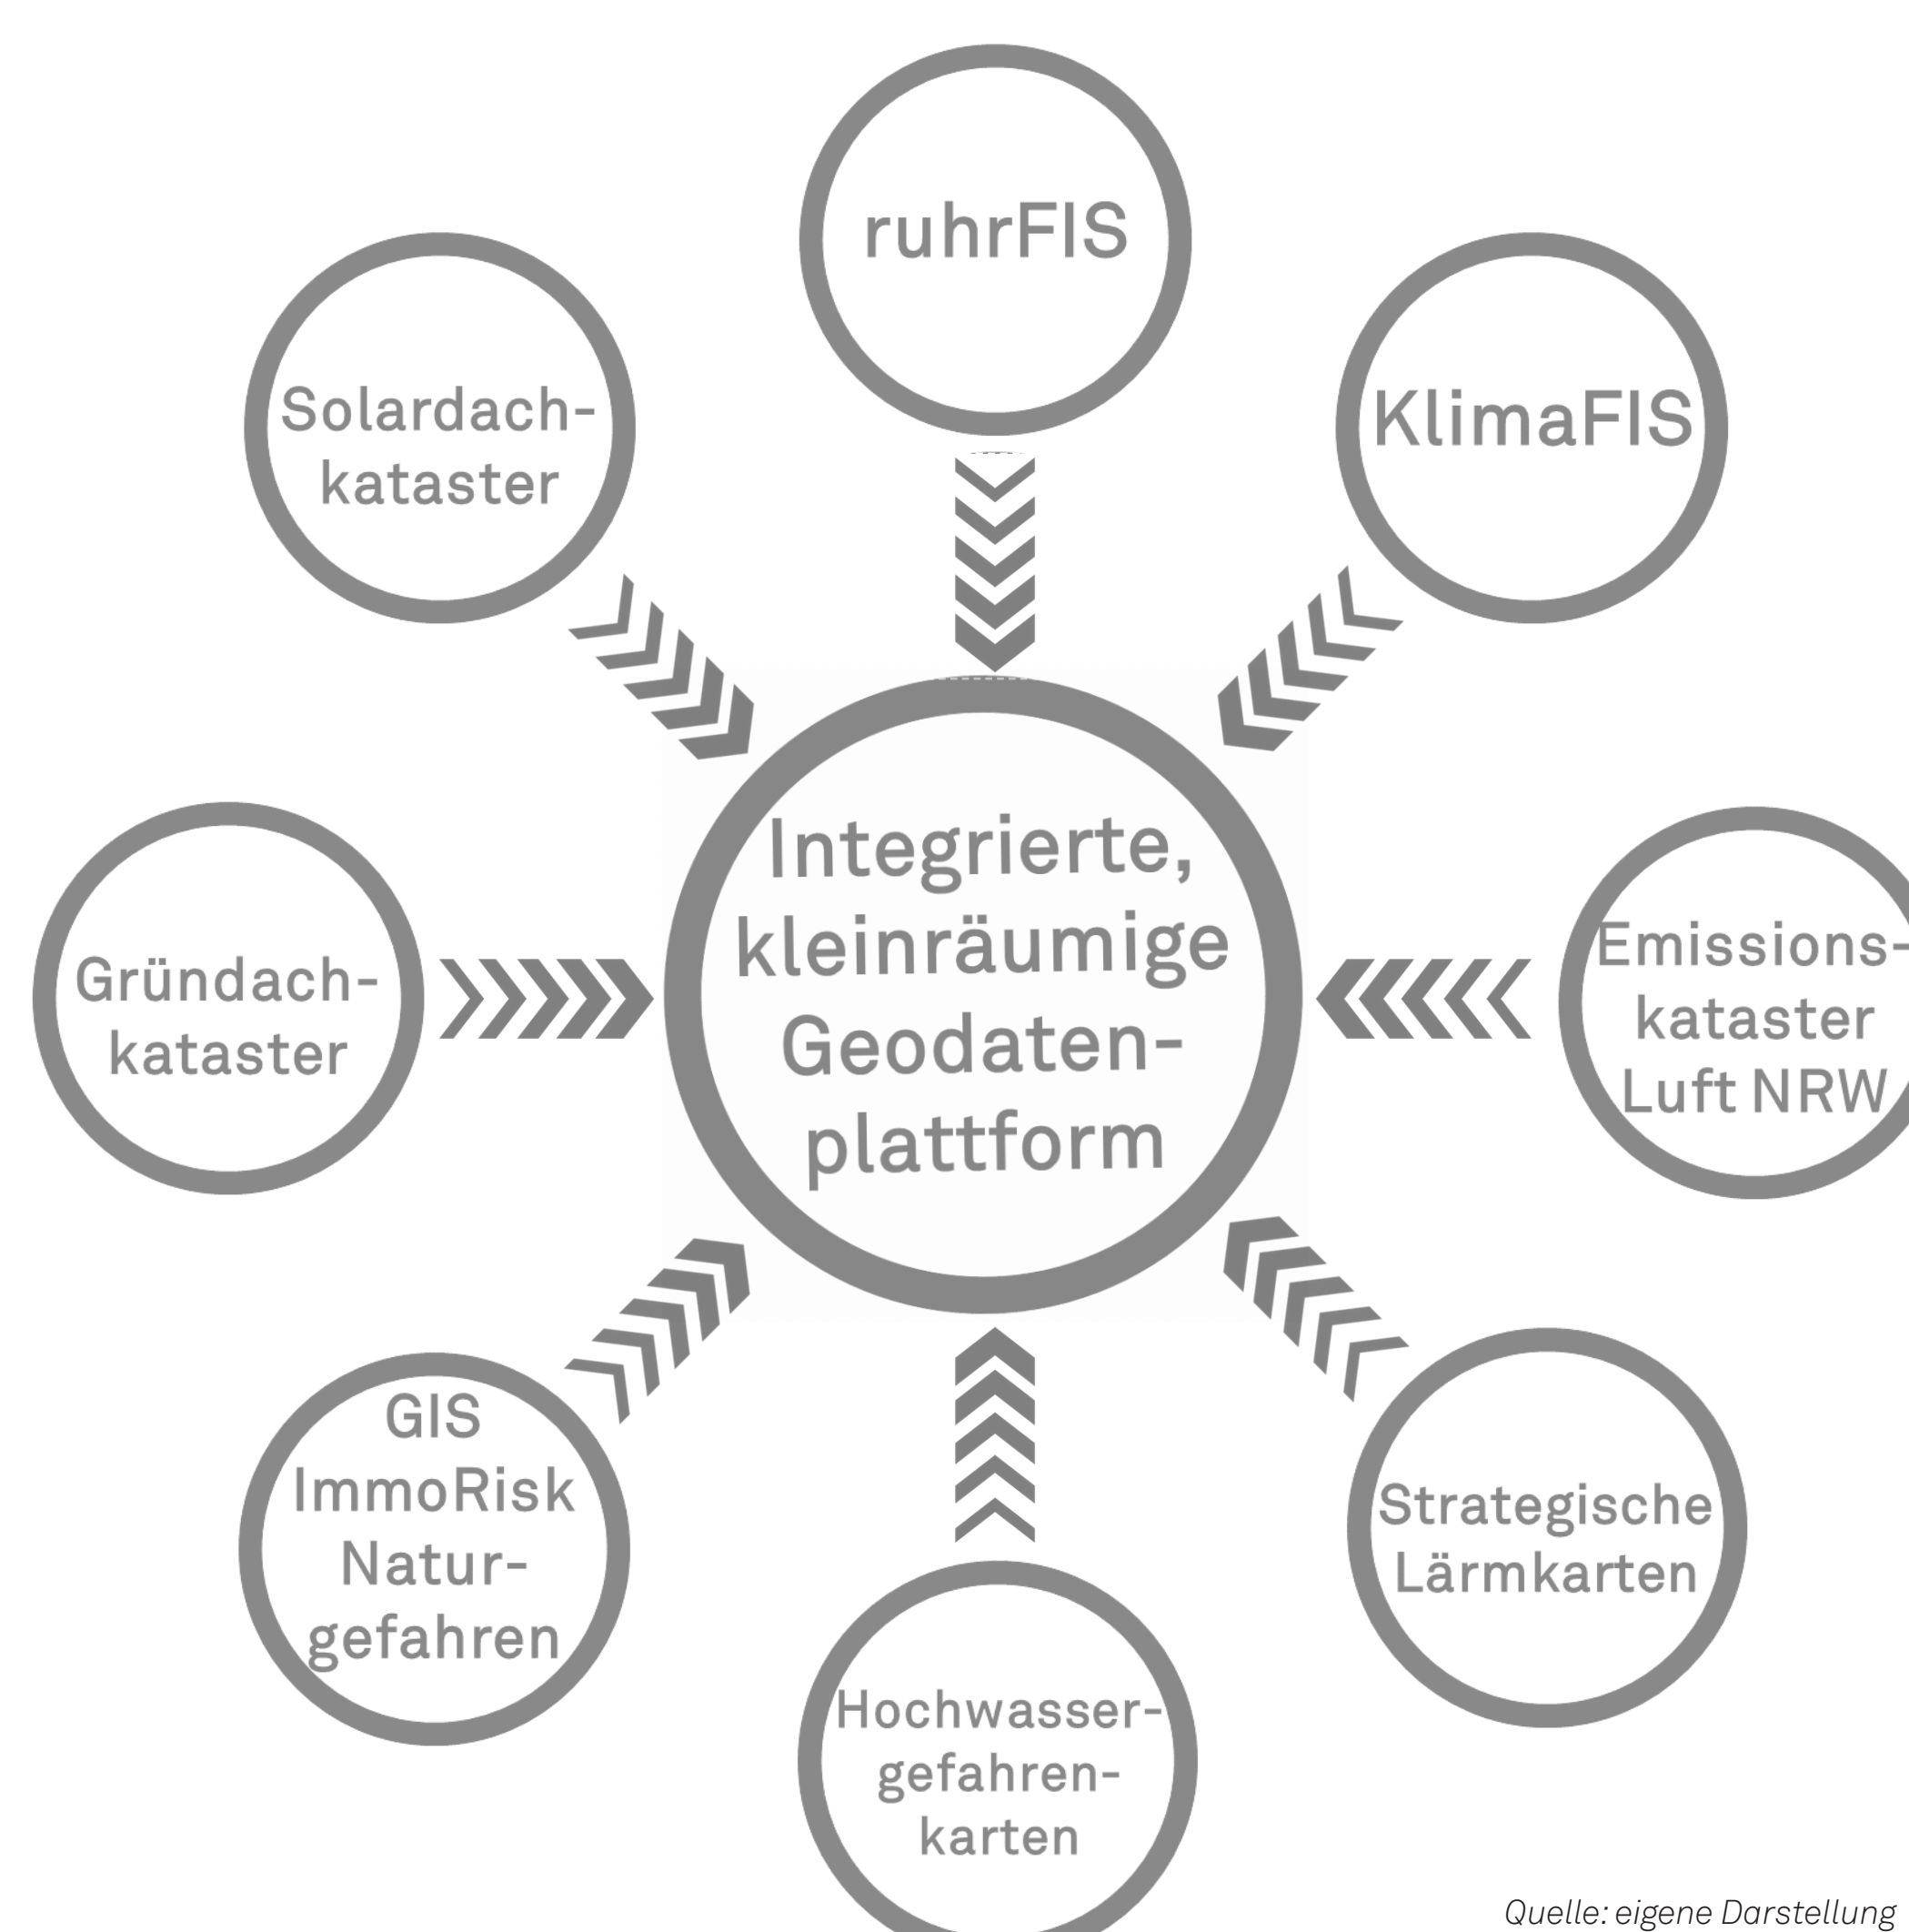 ruhrFIS
Solardach-
kataster
KlimaFIS
Integrierte,
kleinräumige
Geodaten-
plattform
Gründach-
kataster
Emissions-
kataster
Luft NRW
GIS
ImmoRisk
Natur-
gefahren
Strategische
Lärmkarten
Hochwasser-
gefahren-
karten
Quelle: eigene Darstellung